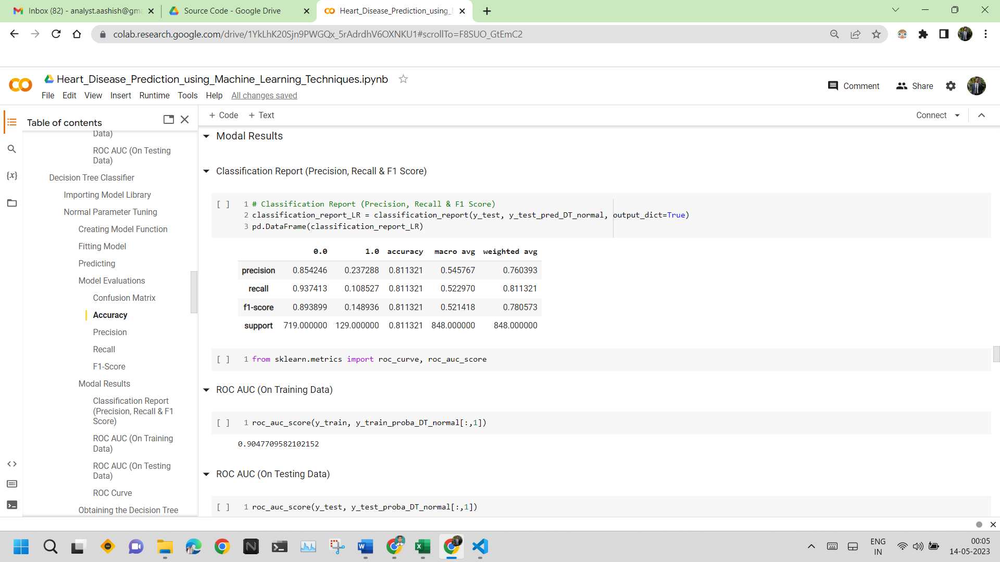 Inbox (82) - analyst.aashish@gm
Source Code - Google Drive
Heart_Disease_Prediction_using_
colab.research.google.com/drive/1YkLhK20Sjn9PWGQx_5rAdrdhV6OXNKU1#scrollTo=F8SUO_GtEmC2
Heart_Disease_Prediction_using_Machine_Learning_Techniques.ipynb
File Edit View Insert Runtime Tools Help All changes saved
Comment Share
Table of contents
Data)
ROC AUC (On Testing
Data)
Decision Tree Classifier
Importing Model Library
Normal Parameter Tuning
Creating Model Function
Fitting Model
Predicting
Model Evaluations
Confusion Matrix
Accuracy
Precision
Recall
F1-Score
Modal Results
Classification Report
(Precision, Recall & F1
Score)
ROC AUC (On Training
Data)
ROC AUC (On Testing
Data)
ROC Curve
Obtaining the Decision Tree
+ Code + Text
Connect
Modal Results
Classification Report (Precision, Recall & F1 Score)
[ ] 1 # Classification Report (Precision, Recall & F1 Score)
2 classification_report_LR = classification_report(y_test, y_test_pred_DT_normal, output_dict=True)
3 pd.DataFrame(classification_report_LR)
0.0 1.0 accuracy macro avg weighted avg
precision 0.854246 0.237288 0.811321 0.545767 0.760393
recall 0.937413 0.108527 0.811321 0.522970 0.811321
f1-score 0.893899 0.148936 0.811321 0.521418 0.780573
support 719.000000 129.000000 0.811321 848.000000 848.000000
[ ] 1 from sklearn.metrics import roc_curve, roc_auc_score
ROC AUC (On Training Data)
[ ] 1 roc_auc_score(y_train, y_train_proba_DT_normal[:,1])
0.9047709582102152
ROC AUC (On Testing Data)
[ ] 1 roc_auc_score(y_test, y_test_proba_DT_normal[:,1])
ENG
IN
00:05
14-05-2023